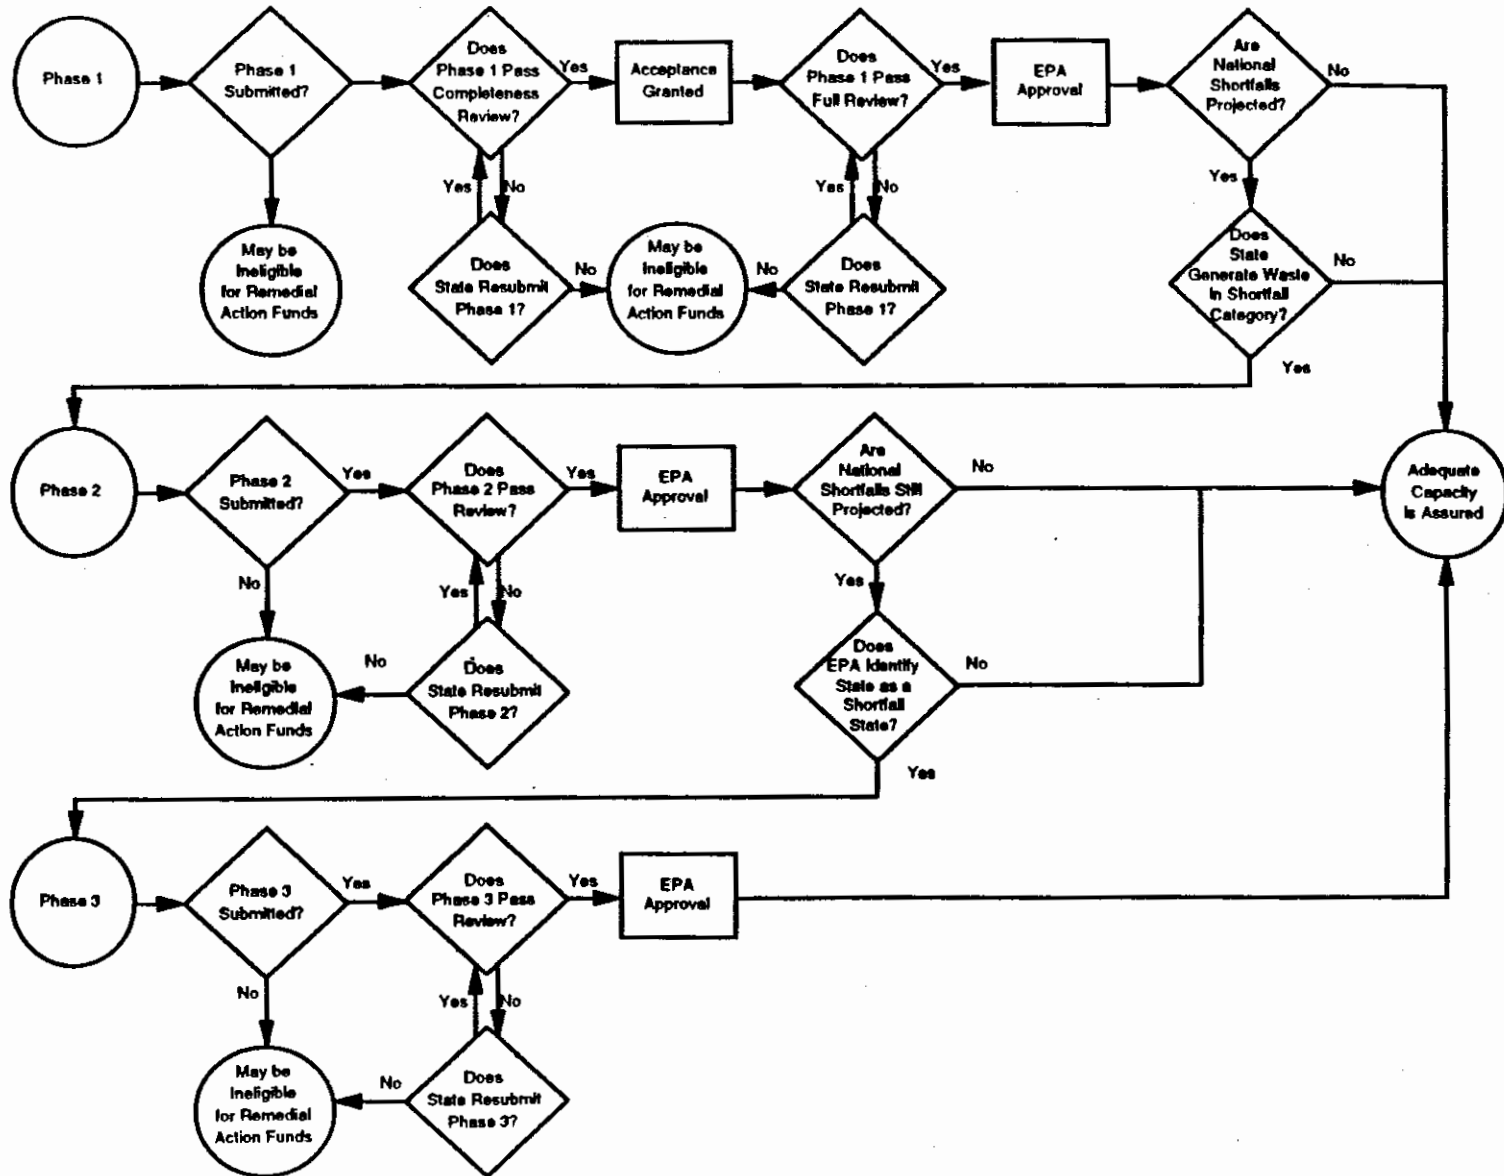 Phase 1
Phase 1
Submitted?
Does
Phase 1 Pass
Completeness
Review?
Yes
Acceptance
Granted
Does
Phase 1 Pass
Full Review?
Yes
EPA
Approval
Are
National
Shortfalls
Projected?
No
Yes
No
Yes
No
Yes
May be
Ineligible
for Remedial
Action Funds
Does
State Resubmit
Phase 1?
No
May be
Ineligible
for Remedial
Action Funds
No
Does
State Resubmit
Phase 1?
Does
State
Generate Waste
in Shortfall
Category?
No
Yes
Phase 2
Phase 2
Submitted?
Yes
Does
Phase 2 Pass
Review?
Yes
EPA
Approval
Are
National
Shortfalls Still
Projected?
No
Adequate
Capacity
Is Assured
No
Yes
No
Yes
May be
Ineligible
for Remedial
Action Funds
No
Does
State Resubmit
Phase 2?
Does
EPA Identify
State as a
Shortfall
State?
No
Yes
Phase 3
Phase 3
Submitted?
Yes
Does
Phase 3 Pass
Review?
Yes
EPA
Approval
No
Yes
No
May be
Ineligible
for Remedial
Action Funds
No
Does
State Resubmit
Phase 3?